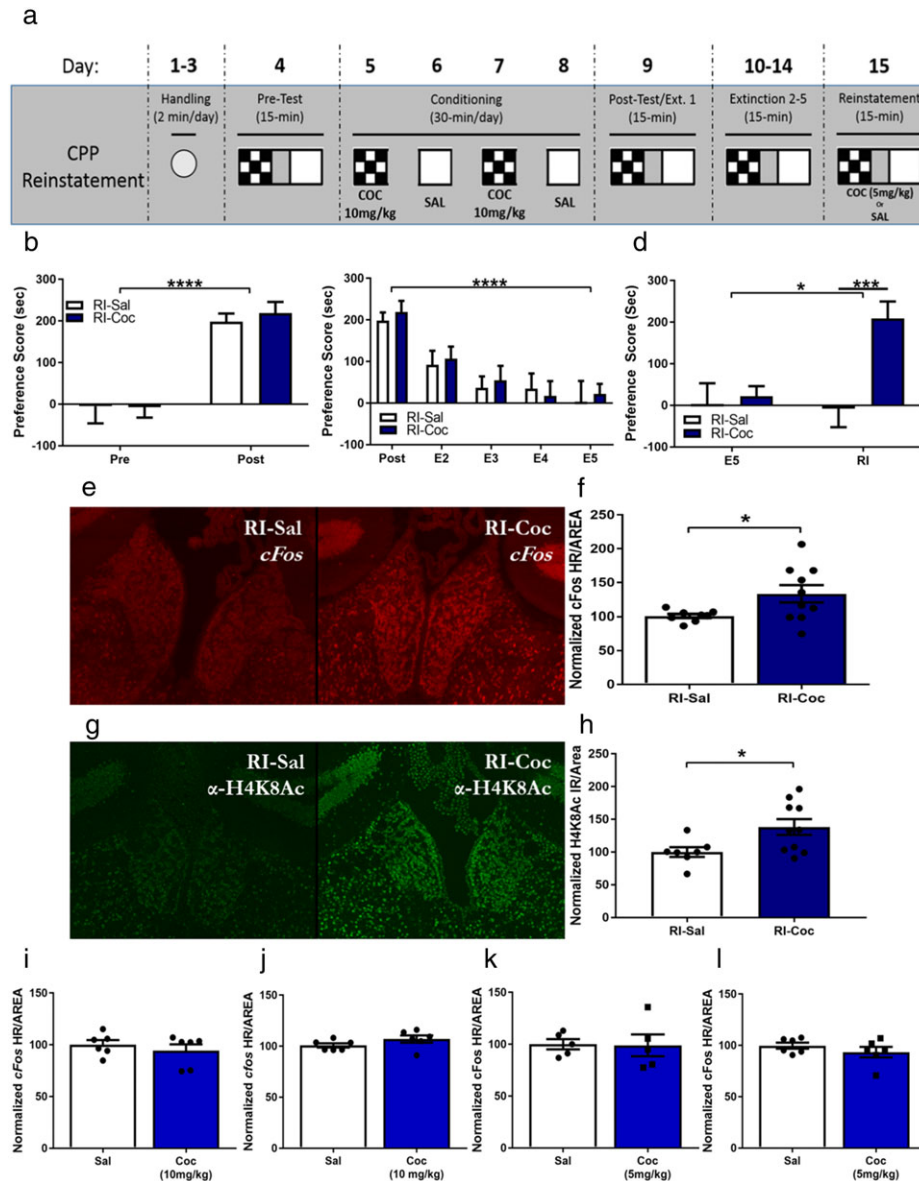 a
Day: 1-3 4 5 6 7 8 9 10-14 15
Handling Pre-Test Conditioning Post-Test/Ext. 1 Extinction 2-5 Reinstatement
(2 min/day) (15-min) (30-min/day) (15-min) (15-min) (15-min)
CPP
Reinstatement
COC SAL COC SAL
10mg/kg 10mg/kg
COC (5mg/kg)
Or
SAL
b
Preference Score (sec)
300
200
100
0
-100
****
RI-Sal
RI-Coc
Pre Post
Preference Score (sec)
300
200
100
0
-100
****
RI-Sal
RI-Coc
Post E2 E3 E4 E5
d
Preference Score (Sec)
300
200
100
0
-100
* ***
RI-Sal
RI-Coc
E5 RI
e
RI-Sal
cFos
RI-Coc
cFos
f
Normalized cFos HR/AREA
250
200
150
100
50
0
*
RI-Sal RI-Coc
g
RI-Sal
α-H4K8Ac
RI-Coc
α-H4K8Ac
h
Normalized H4K8Ac IR/Area
250
200
150
100
50
0
*
RI-Sal RI-Coc
i
Normalized cFos HR/AREA
150
100
50
0
Sal Coc
(10mg/kg)
j
Normalized cfos HR/AREA
150
100
50
0
Sal Coc
(10 mg/kg)
k
Normalized cFos HR/AREA
150
100
50
0
Sal Coc
(5mg/kg)
l
Normalized cFos HR/AREA
150
100
50
0
Sal Coc
(5mg/kg)